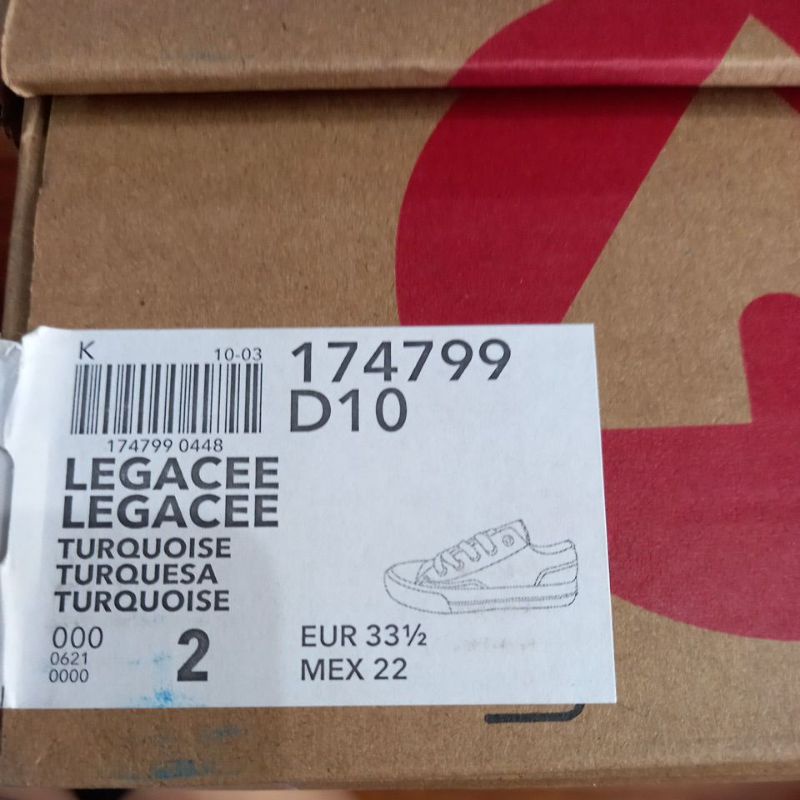 K 10-03
174799
D10
174799 0448
LEGACEE
LEGACEE
TURQUOISE
TURQUESA
TURQUOISE
000
0621
0000
2
EUR 33½
MEX 22